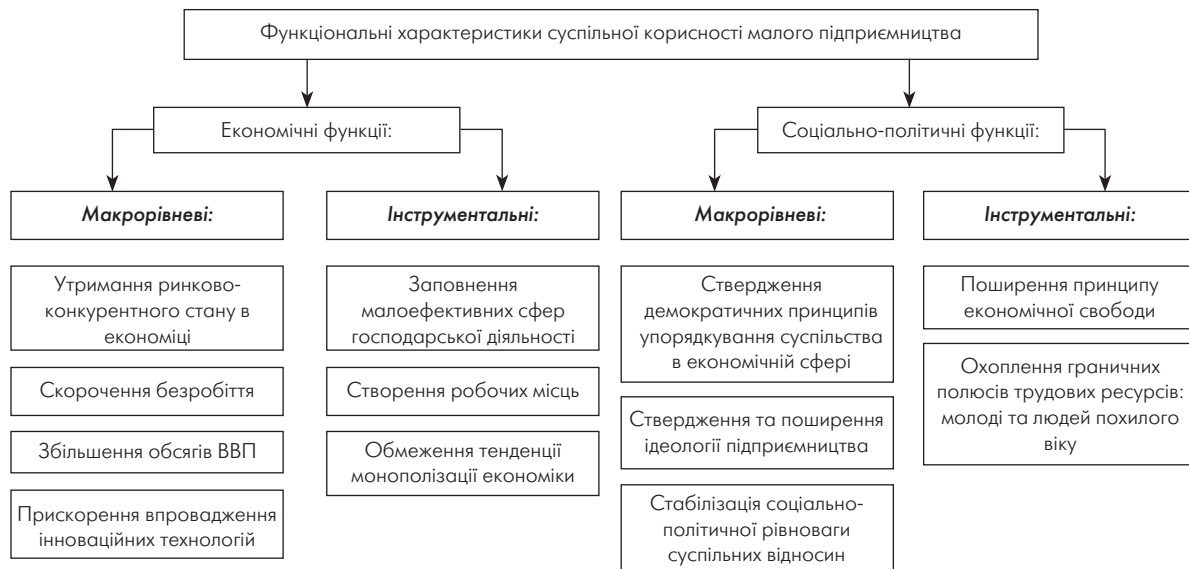 Функціональні характеристики суспільної корисності малого підприємництва
Економічні функції:
Соціально-політичні функції:
Макрорівневі:
Інструментальні:
Макрорівневі:
Інструментальні:
Утримання ринково-
конкурентного стану в
економіці
Скорочення безробіття
Збільшення обсягів ВВП
Прискорення впровадження
інноваційних технологій
Заповнення
малоефективних сфер
господарської діяльності
Створення робочих місць
Обмеження тенденції
монополізації економіки
Ствердження
демократичних принципів
упорядкування суспільства
в економічній сфері
Ствердження та поширення
ідеології підприємництва
Стабілізація соціально-
політичної рівноваги
суспільних відносин
Поширення принципу
економічної свободи
Охоплення граничних
полюсів трудових ресурсів:
молоді та людей похилого
віку